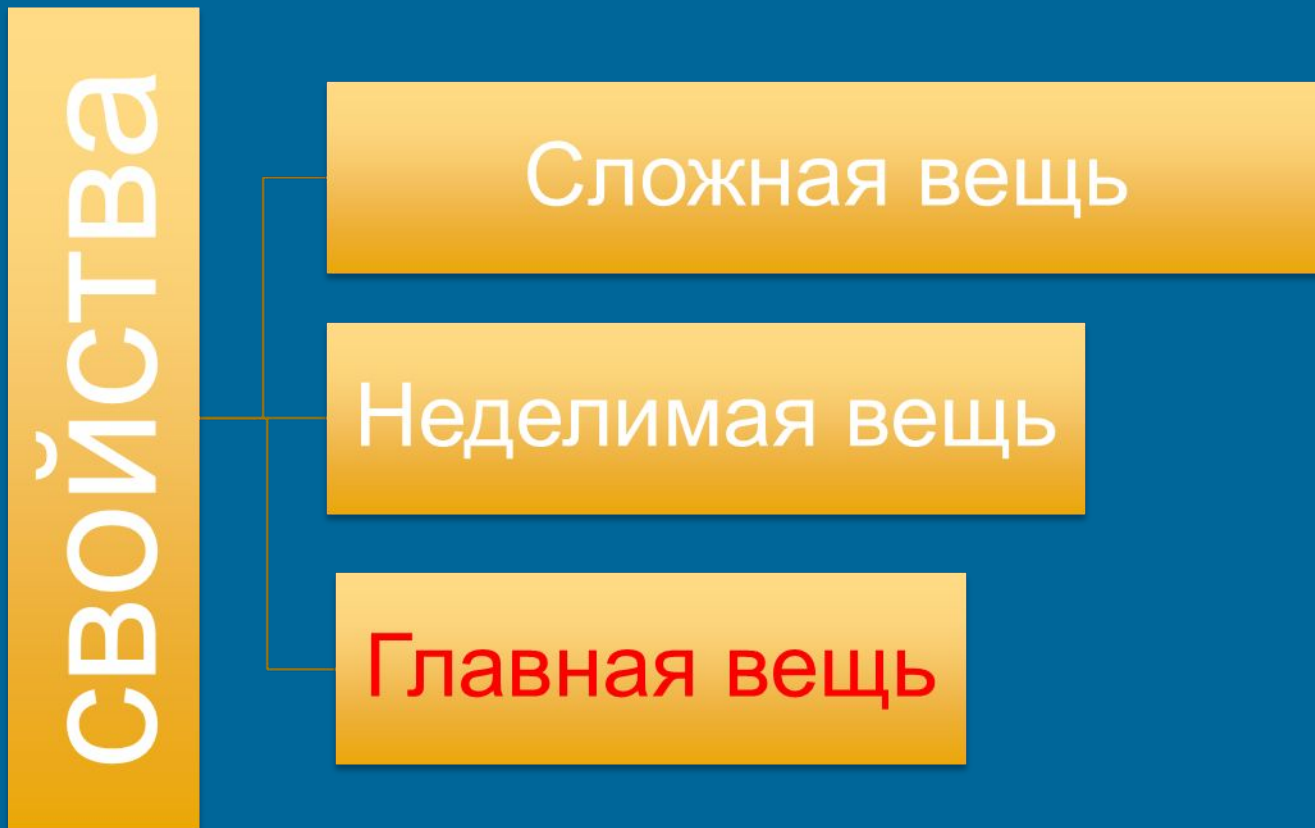 свойства
Сложная вещь
Неделимая вещь
Главная вещь